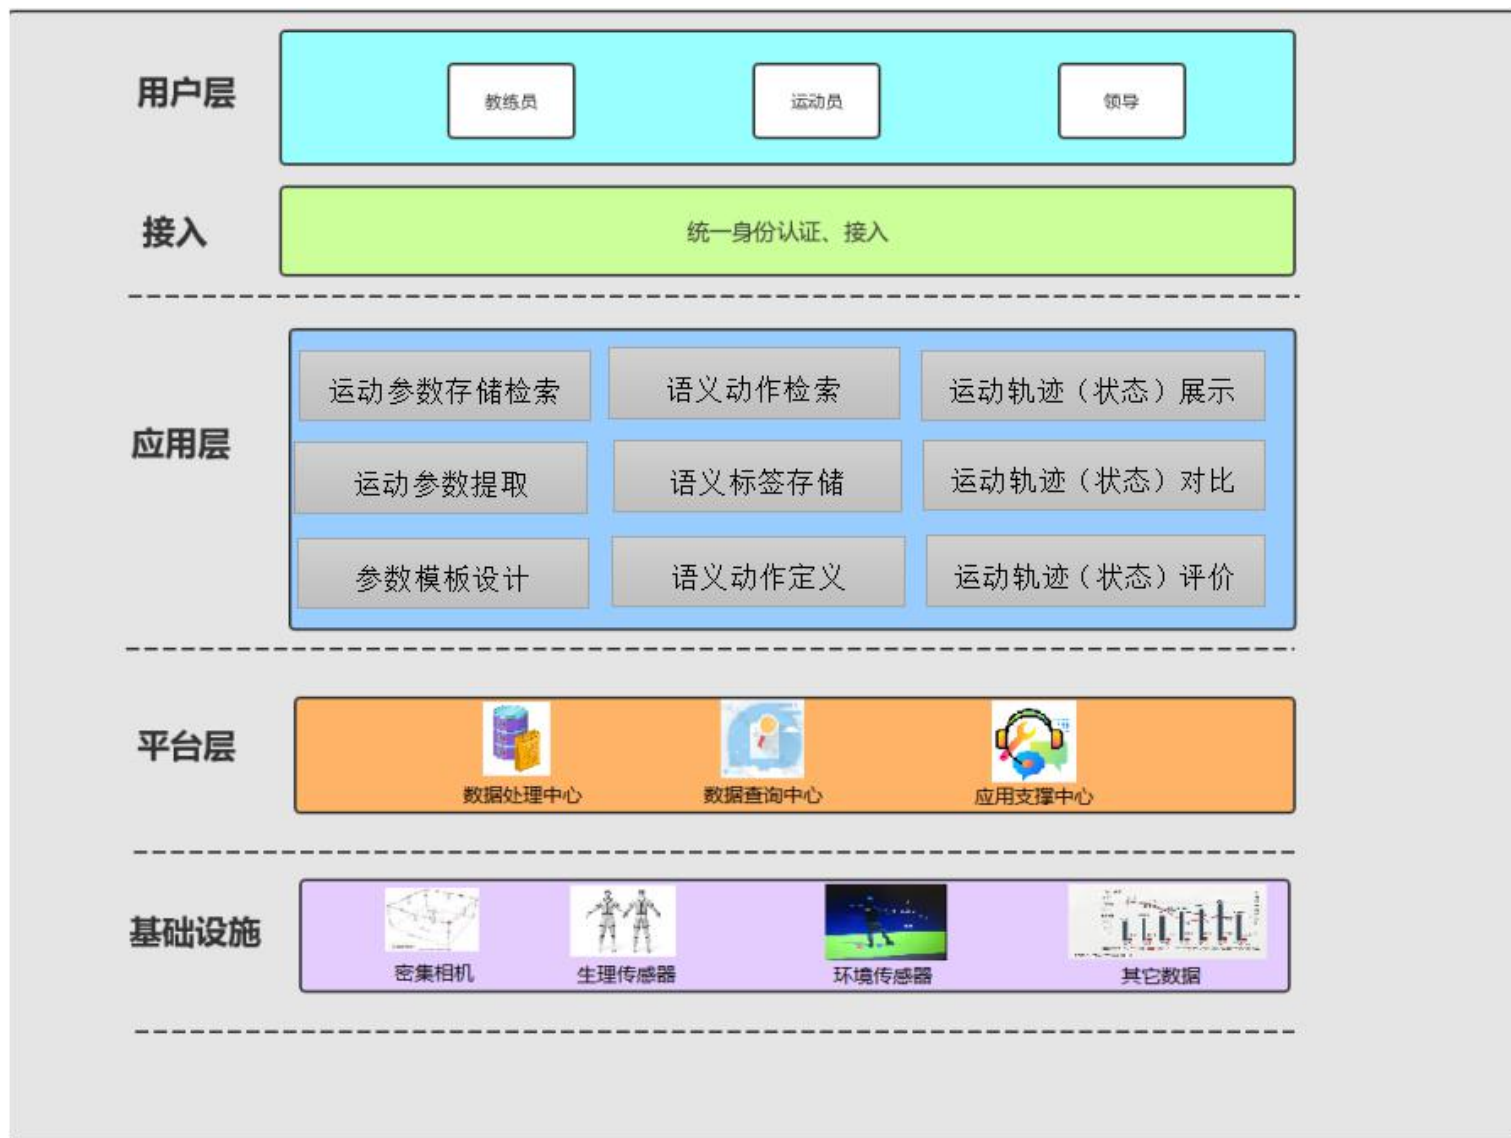 用户层
教练员
运动员
领导
接入
统一身份认证、接入
应用层
运动参数存储检索
语义动作检索
运动轨迹（状态）展示
运动参数提取
语义标签存储
运动轨迹（状态）对比
参数模板设计
语义动作定义
运动轨迹（状态）评价
平台层
数据处理中心
数据查询中心
应用支撑中心
基础设施
密集相机
生理传感器
环境传感器
其它数据